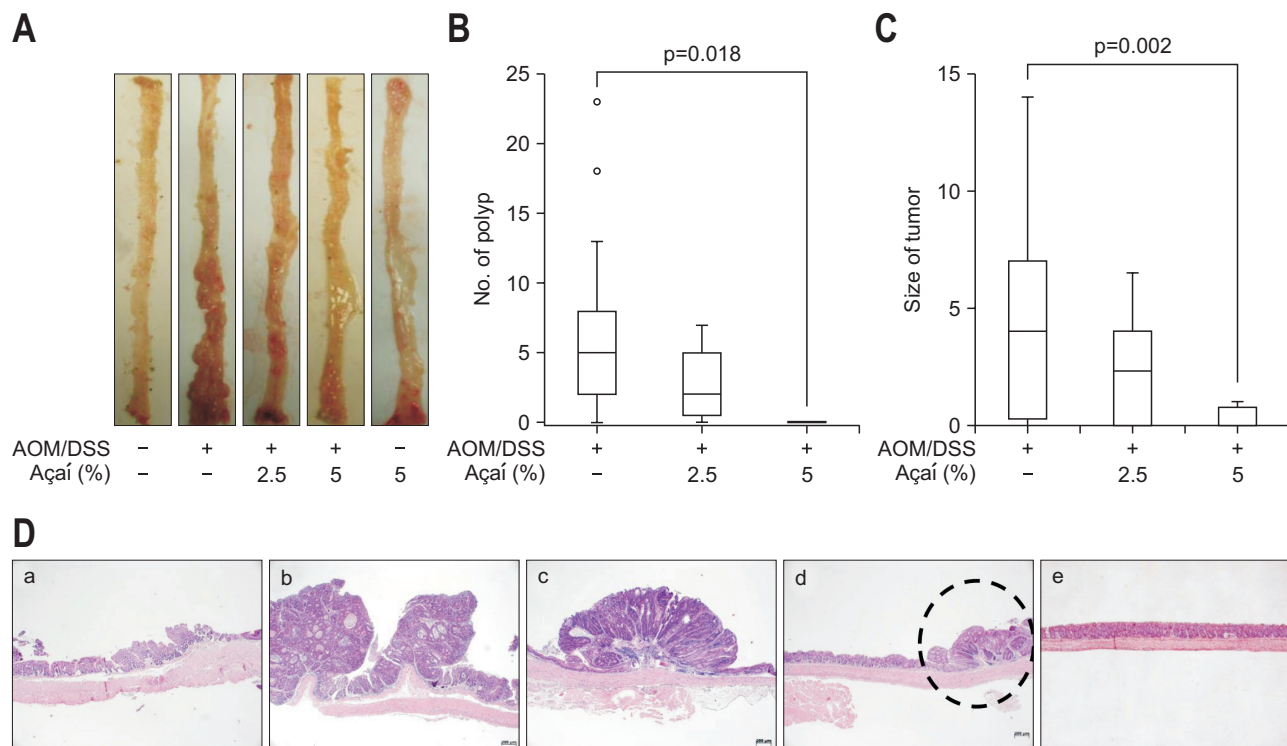 A
AOM/DSS – + + + –
Açaí (%) – – 2.5 5 5
B
p=0.018
No. of polyp
25
20
15
10
5
0
AOM/DSS + + +
Açaí (%) – 2.5 5
C
p=0.002
Size of tumor
15
10
5
0
AOM/DSS + + +
Açaí (%) – 2.5 5
D
a
b
c
d
e